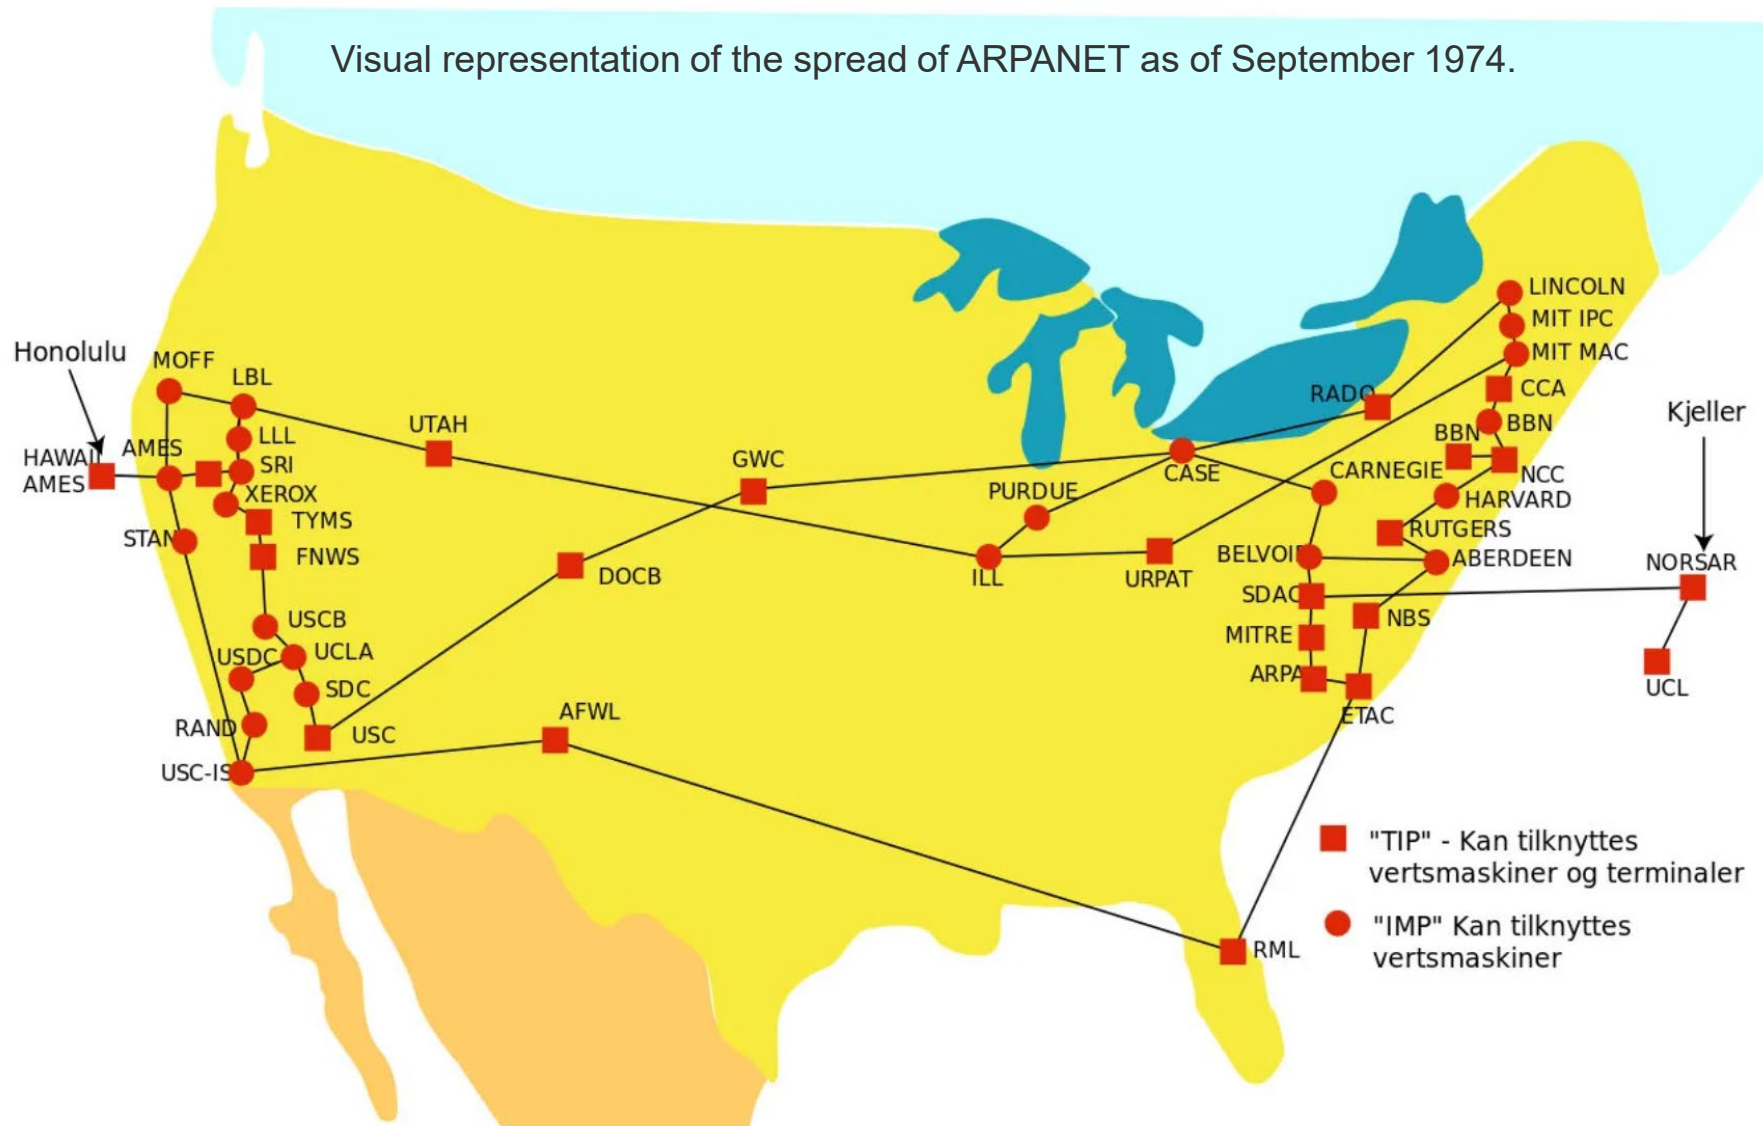 Visual representation of the spread of ARPANET as of September 1974.
Honolulu
MOFF
LBL
HAWAII
AMES
AMES
LLL
SRI
XEROX
TYMS
STAN
FNWS
USCB
USDC
UCLA
SDC
RAND
USC
USC-IS
UTAH
GWC
DOCB
AFWL
PURDUE
ILL
URPAT
CASE
RADC
LINCOLN
MIT IPC
MIT MAC
CCA
BBN
BBN
NCC
CARNEGIE
HARVARD
RUTGERS
BELVOIR
ABERDEEN
SDAC
NBS
MITRE
ARPA
ETAC
RML
Kjeller
NORSAR
UCL
"TIP" - Kan tilknyttes
vertsmaskiner og terminaler
"IMP" Kan tilknyttes
vertsmaskiner